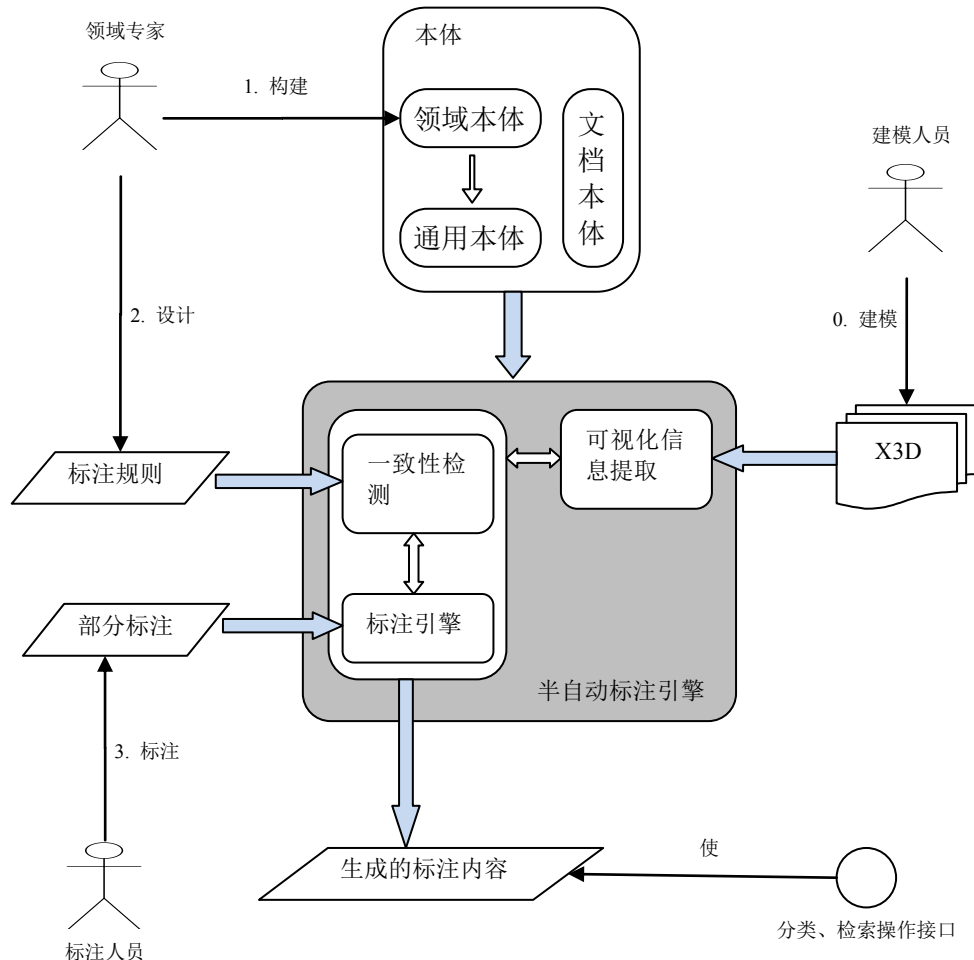 领域专家
本体
1. 构建
领域本体
文
档
本
体
通用本体
建模人员
2. 设计
0. 建模
标注规则
一致性检
测
可视化信
息提取
X3D
部分标注
标注引擎
半自动标注引擎
3. 标注
生成的标注内容
使
分类、检索操作接口
标注人员